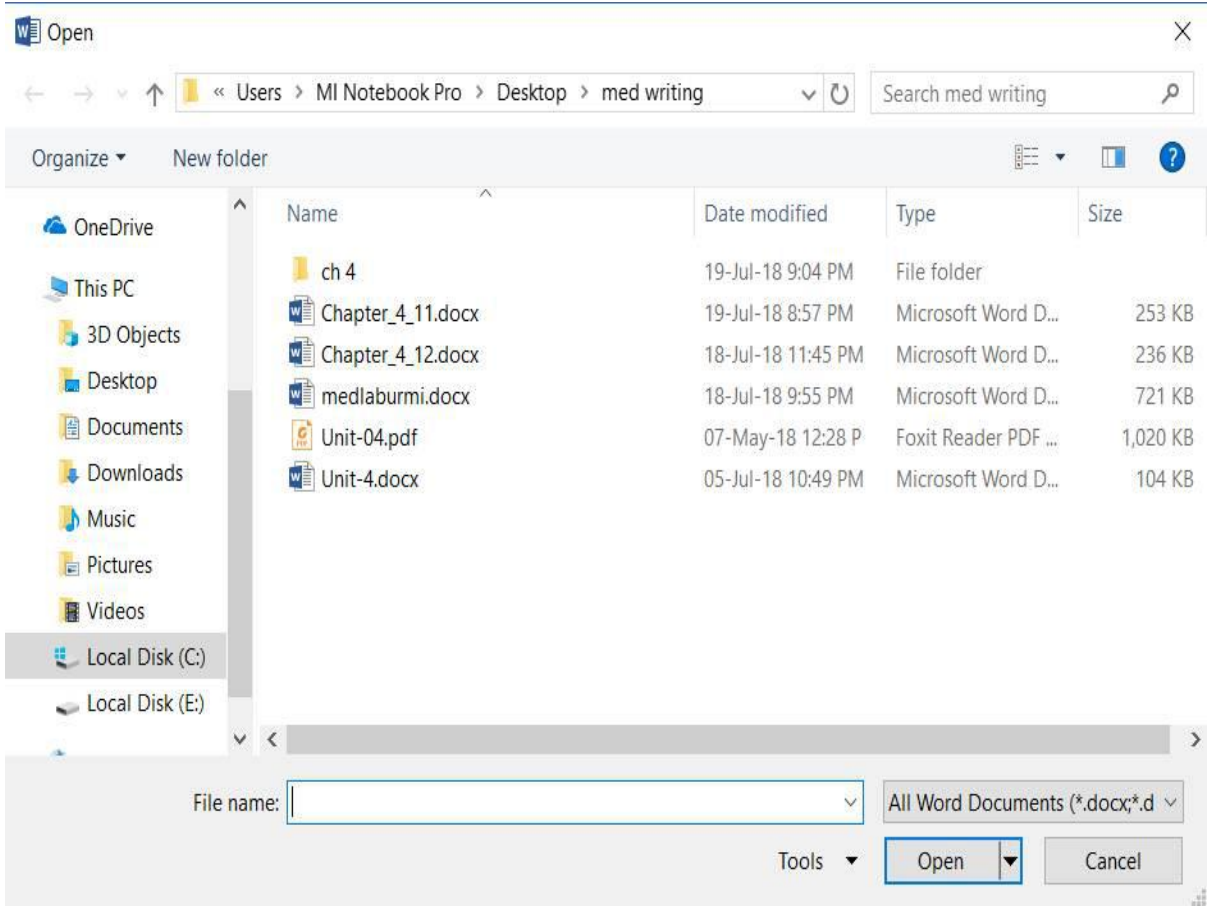 Open
« Users > MI Notebook Pro > Desktop > med writing
Search med writing
Organize
New folder
Name
Date modified
Type
Size
OneDrive
This PC
3D Objects
Desktop
Documents
Downloads
Music
Pictures
Videos
Local Disk (C:)
Local Disk (E:)
ch 4 19-Jul-18 9:04 PM File folder
Chapter_4_11.docx 19-Jul-18 8:57 PM Microsoft Word D... 253 KB
Chapter_4_12.docx 18-Jul-18 11:45 PM Microsoft Word D... 236 KB
medlaburmi.docx 18-Jul-18 9:55 PM Microsoft Word D... 721 KB
Unit-04.pdf 07-May-18 12:28 P Foxit Reader PDF ... 1,020 KB
Unit-4.docx 05-Jul-18 10:49 PM Microsoft Word D... 104 KB
File name:
All Word Documents (*.docx;*.d
Tools
Open
Cancel